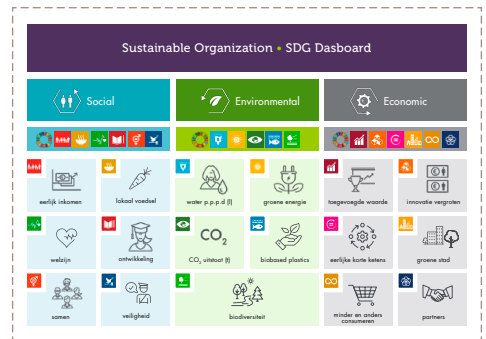 Sustainable Organization • SDG Dasboard
Social
Environmental
Economic
eerlijk inkomen
lokaal voedsel
water p.p.p.d (l)
groene energie
toegevoegde waarde
innovatie vergroten
welzijn
ontwikkeling
CO₂
CO₂ uitstoot (t)
biobased plastics
eerlijke korte ketens
groene stad
samen
veiligheid
biodiversiteit
minder en anders
consumeren
partners